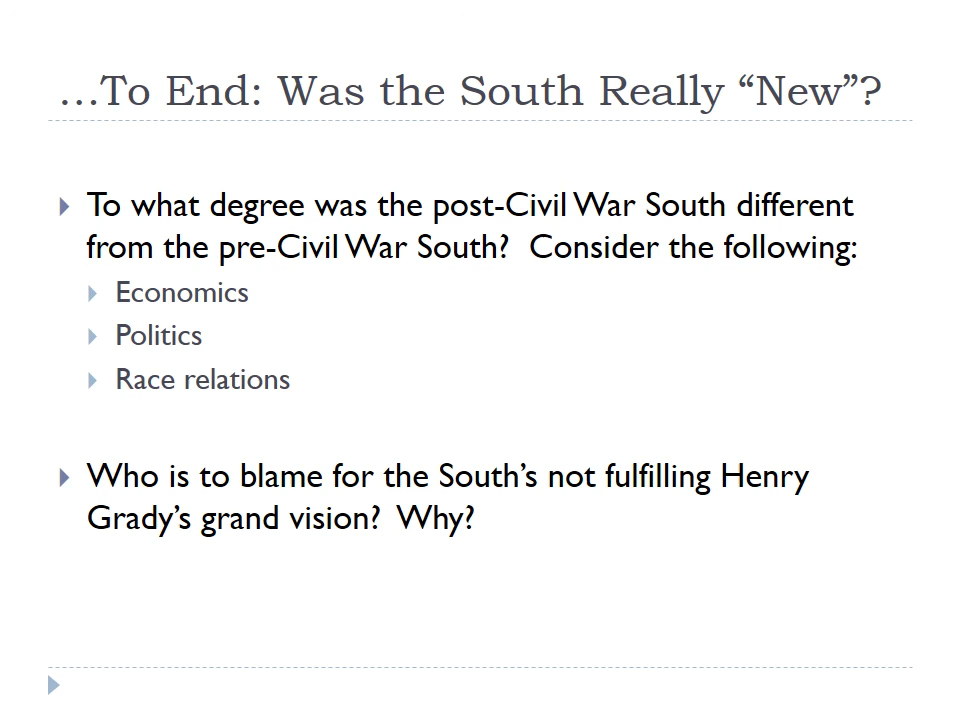 …To End: Was the South Really “New”?
To what degree was the post-Civil War South different
from the pre-Civil War South?  Consider the following:
Economics
Politics
Race relations
Who is to blame for the South’s not fulfilling Henry
Grady’s grand vision?  Why?